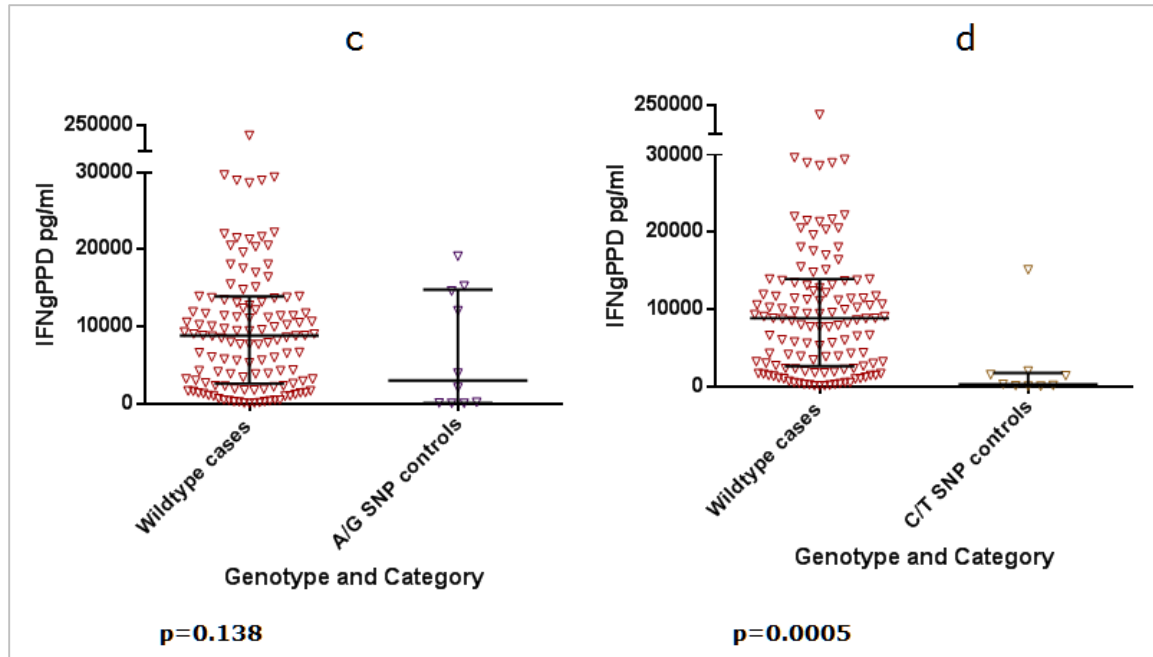 c
250000
30000
20000
10000
0
IFNgPPD pg/ml
Wildtype cases
A/G SNP controls
Genotype and Category
p=0.138
d
250000
30000
20000
10000
0
IFNgPPD pg/ml
Wildtype cases
C/T SNP controls
Genotype and Category
p=0.0005